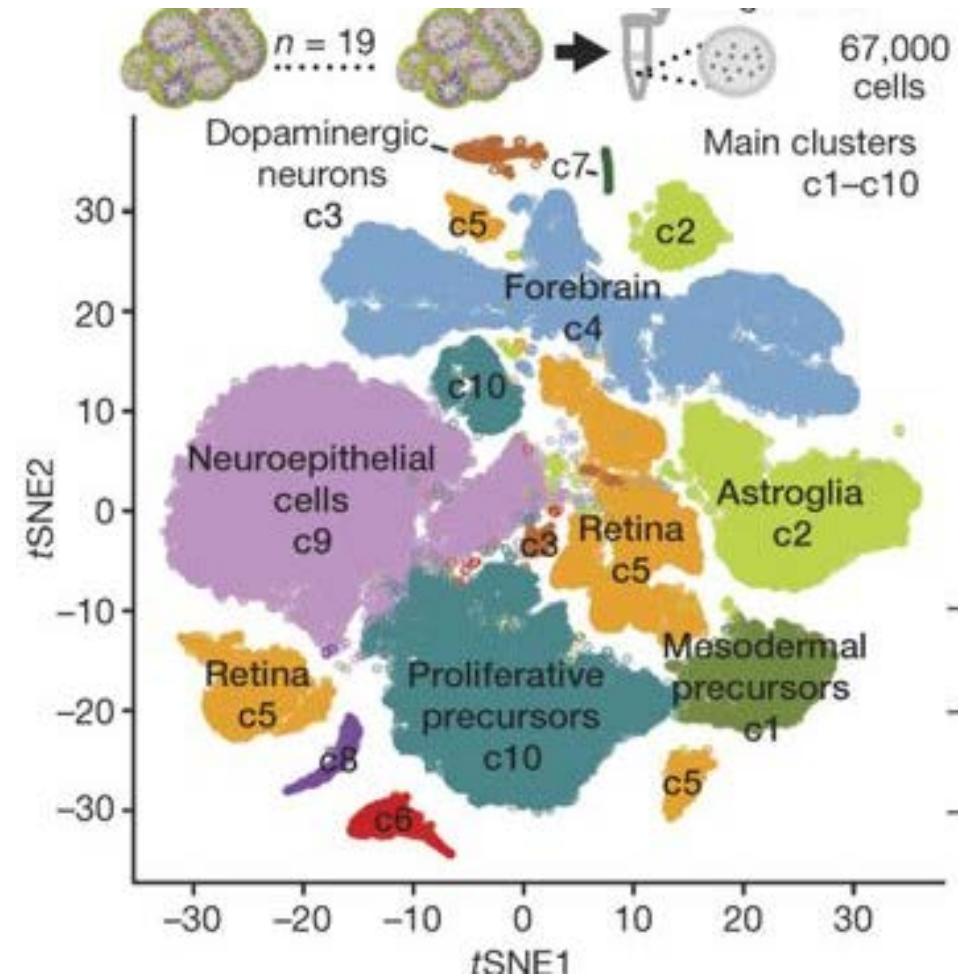 n = 19
67,000
cells
Dopaminergic
neurons
c3
c7
Main clusters
c1–c10
c5
c2
Forebrain
c4
c10
Neuroepithelial
cells
c9
Astroglia
c2
c3
Retina
c5
Mesodermal
precursors
c1
Retina
c5
Proliferative
precursors
c10
c8
c5
c6
tSNE2
30
20
10
0
−10
−20
−30
−30
−20
−10
0
10
20
30
tSNE1